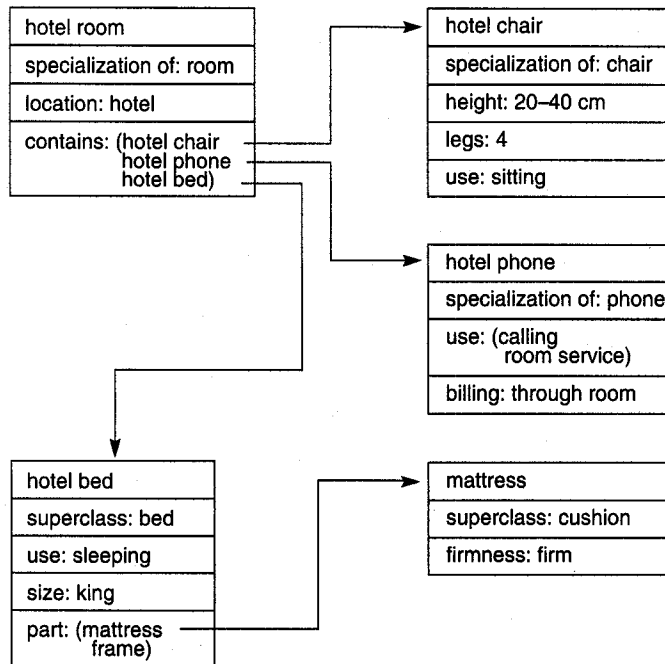 hotel room
specialization of: room
location: hotel
contains: (hotel chair
hotel phone
hotel bed)
hotel chair
specialization of: chair
height: 20–40 cm
legs: 4
use: sitting
hotel phone
specialization of: phone
use: (calling
room service)
billing: through room
hotel bed
superclass: bed
use: sleeping
size: king
part: (mattress
frame)
mattress
superclass: cushion
firmness: firm